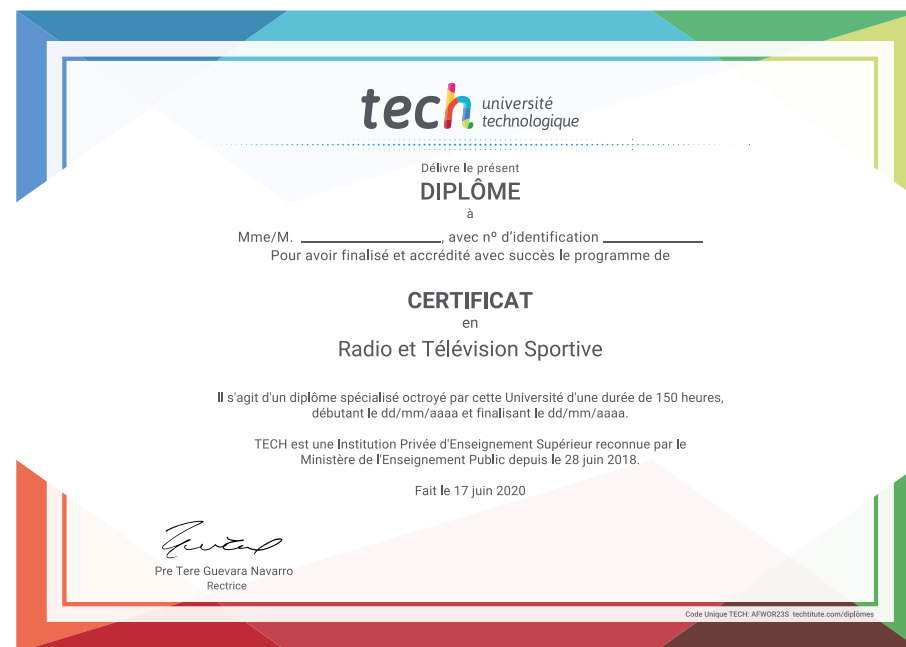 tech université
technologique
Délivre le présent
DIPLÔME
à
Mme/M. ____________________, avec nº d'identification ______________
Pour avoir finalisé et accrédité avec succès le programme de
CERTIFICAT
en
Radio et Télévision Sportive
Il s'agit d'un diplôme spécialisé octroyé par cette Université d'une durée de 150 heures,
débutant le dd/mm/aaaa et finalisant le dd/mm/aaaa.
TECH est une Institution Privée d'Enseignement Supérieur reconnue par le
Ministère de l'Enseignement Public depuis le 28 juin 2018.
Fait le 17 juin 2020
Pre Tere Guevara Navarro
Rectrice
Code Unique TECH: AFWOR23S techtitute.com/diplômes